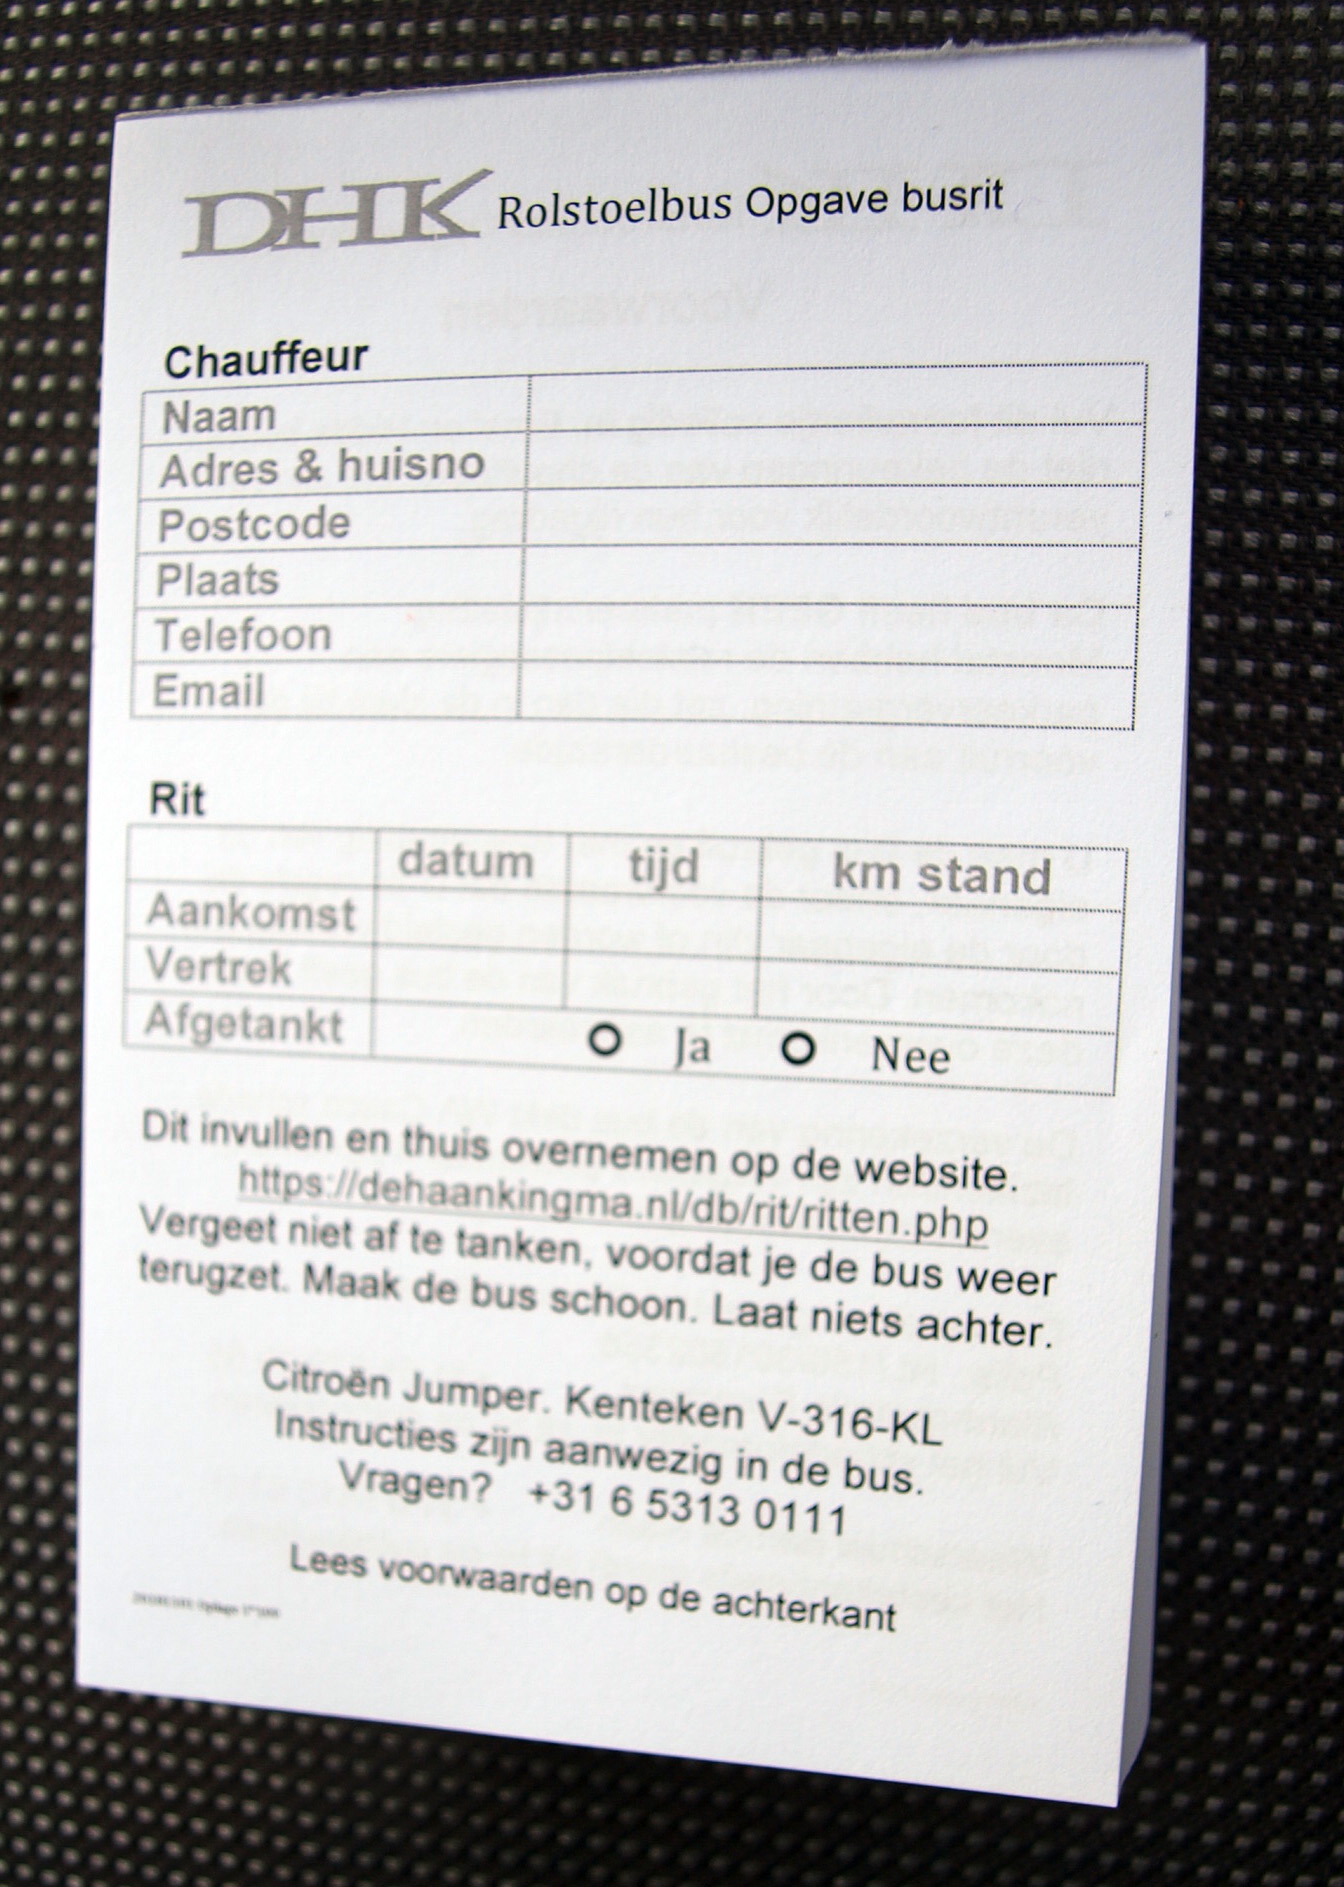 DHK Rolstoelbus Opgave busrit
Chauffeur
Naam
Adres & huisno
Postcode
Plaats
Telefoon
Email
Rit
datum tijd km stand
Aankomst
Vertrek
Afgetankt O Ja O Nee
Dit invullen en thuis overnemen op de website.
https://dehaankingma.nl/db/rit/ritten.php
Vergeet niet af te tanken, voordat je de bus weer
terugzet. Maak de bus schoon. Laat niets achter.
Citroën Jumper. Kenteken V-316-KL
Instructies zijn aanwezig in de bus.
Vragen? +31 6 5313 0111
Lees voorwaarden op de achterkant